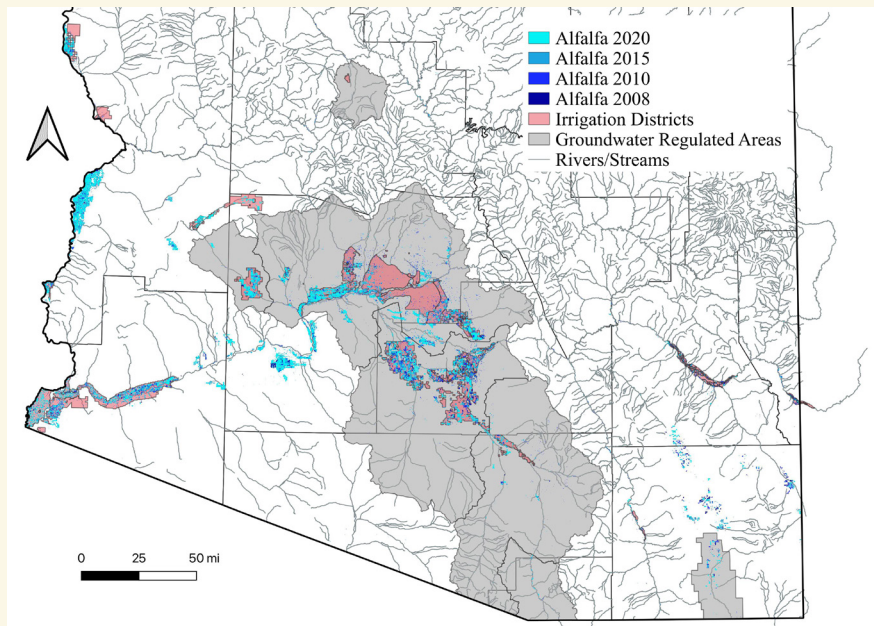 Alfalfa 2020
Alfalfa 2015
Alfalfa 2010
Alfalfa 2008
Irrigation Districts
Groundwater Regulated Areas
Rivers/Streams
0 25 50 mi